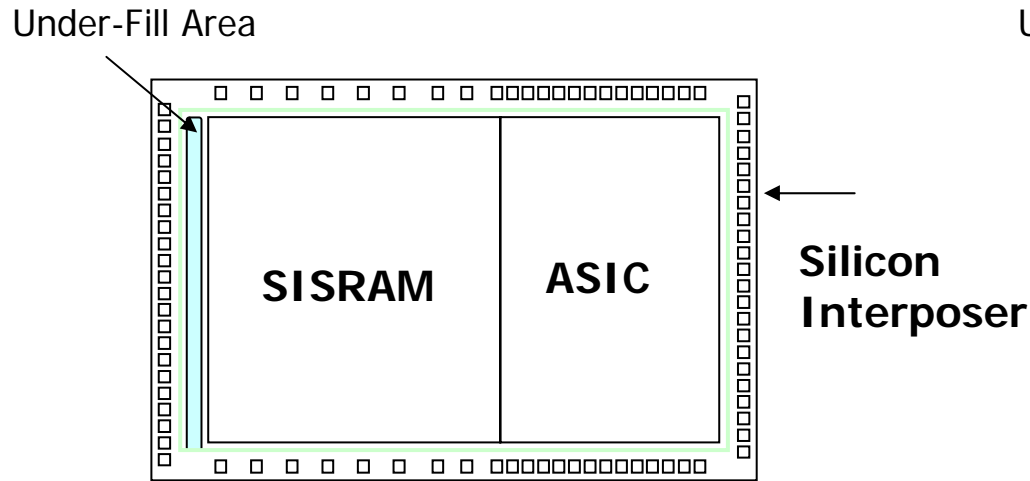 Under-Fill Area
U
SISRAM
ASIC
Silicon
Interposer